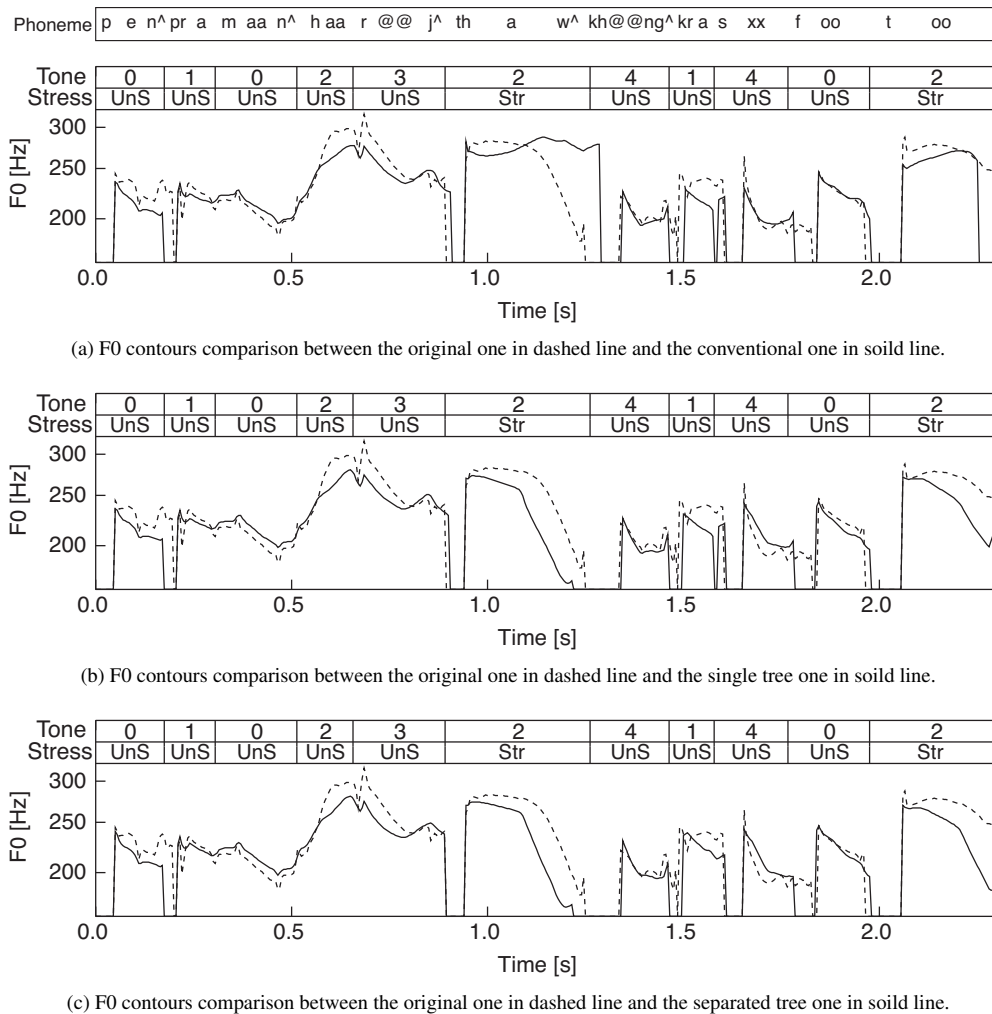 Phoneme p e n^ pr a m aa n^ h aa r @@ j^ th a w^ kh@@ng^ kr a s xx f oo t oo
Tone 0 1 0 2 3 2 4 1 4 0 2
Stress UnS UnS UnS UnS UnS Str UnS UnS UnS UnS Str
F0 [Hz]
300
250
200
0.0 0.5 1.0 1.5 2.0
Time [s]
(a) F0 contours comparison between the original one in dashed line and the conventional one in soild line.
Tone 0 1 0 2 3 2 4 1 4 0 2
Stress UnS UnS UnS UnS UnS Str UnS UnS UnS UnS Str
F0 [Hz]
300
250
200
0.0 0.5 1.0 1.5 2.0
Time [s]
(b) F0 contours comparison between the original one in dashed line and the single tree one in soild line.
Tone 0 1 0 2 3 2 4 1 4 0 2
Stress UnS UnS UnS UnS UnS Str UnS UnS UnS UnS Str
F0 [Hz]
300
250
200
0.0 0.5 1.0 1.5 2.0
Time [s]
(c) F0 contours comparison between the original one in dashed line and the separated tree one in soild line.